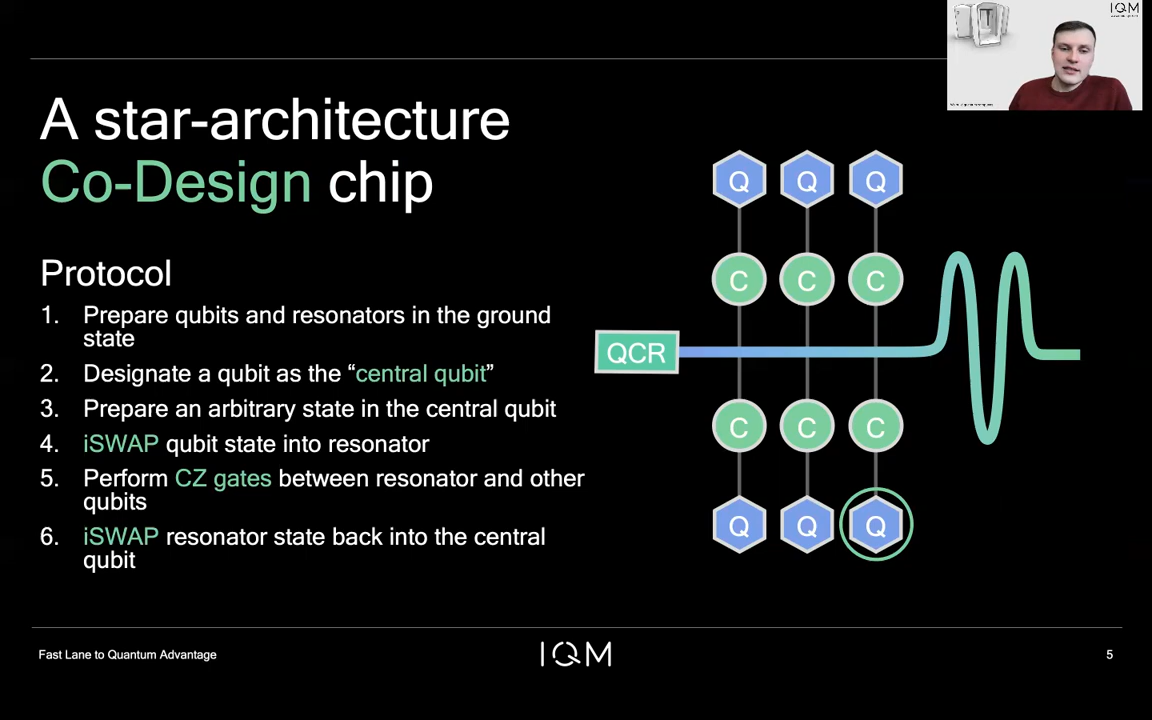 IQM
A star-architecture
Co-Design chip
Protocol
1. Prepare qubits and resonators in the ground
state
2. Designate a qubit as the “central qubit”
3. Prepare an arbitrary state in the central qubit
4. iSWAP qubit state into resonator
5. Perform CZ gates between resonator and other
qubits
6. iSWAP resonator state back into the central
qubit
Q Q Q
C C C
QCR
C C C
Q Q Q
Fast Lane to Quantum Advantage
IQM
5